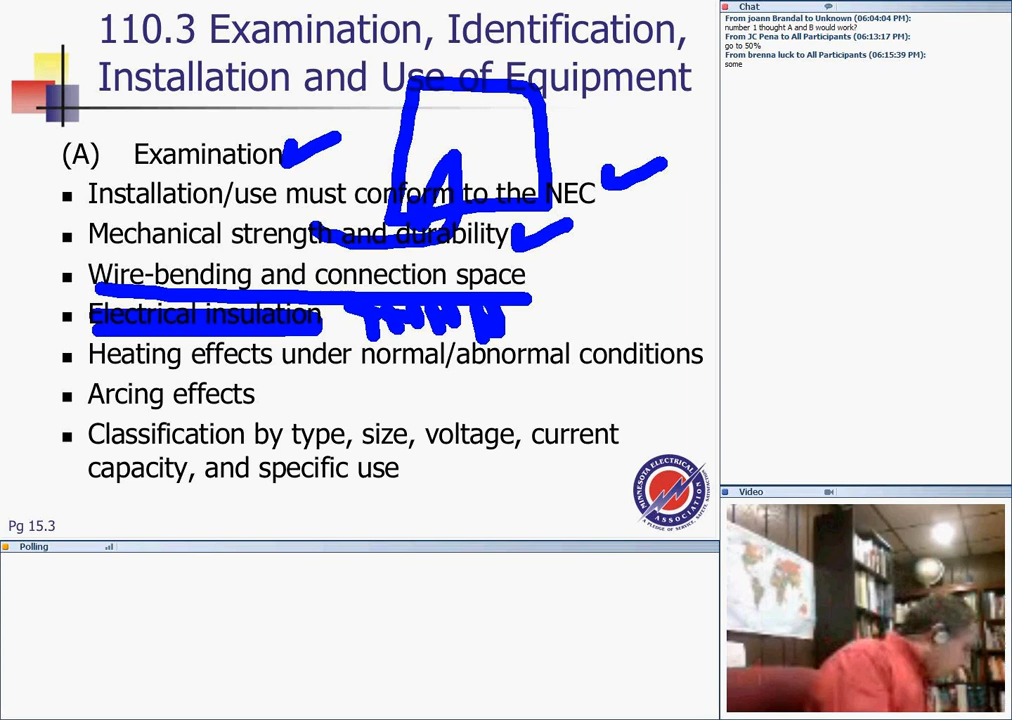 110.3 Examination, Identification,
Installation and Use of Equipment
(A) Examination
Installation/use must conform to the NEC
Mechanical strength and durability
Wire-bending and connection space
Electrical insulation
Heating effects under normal/abnormal conditions
Arcing effects
Classification by type, size, voltage, current
capacity, and specific use
MINNESOTA ELECTRICAL
ASSOCIATION
Pg 15.3
Polling
Chat
From joann Brandal to Unknown (06:04:04 PM):
number 1 thought A and B would work?
From JC Pena to All Participants (06:13:17 PM):
go to 50%
From brenna luck to All Participants (06:15:39 PM):
some
Video